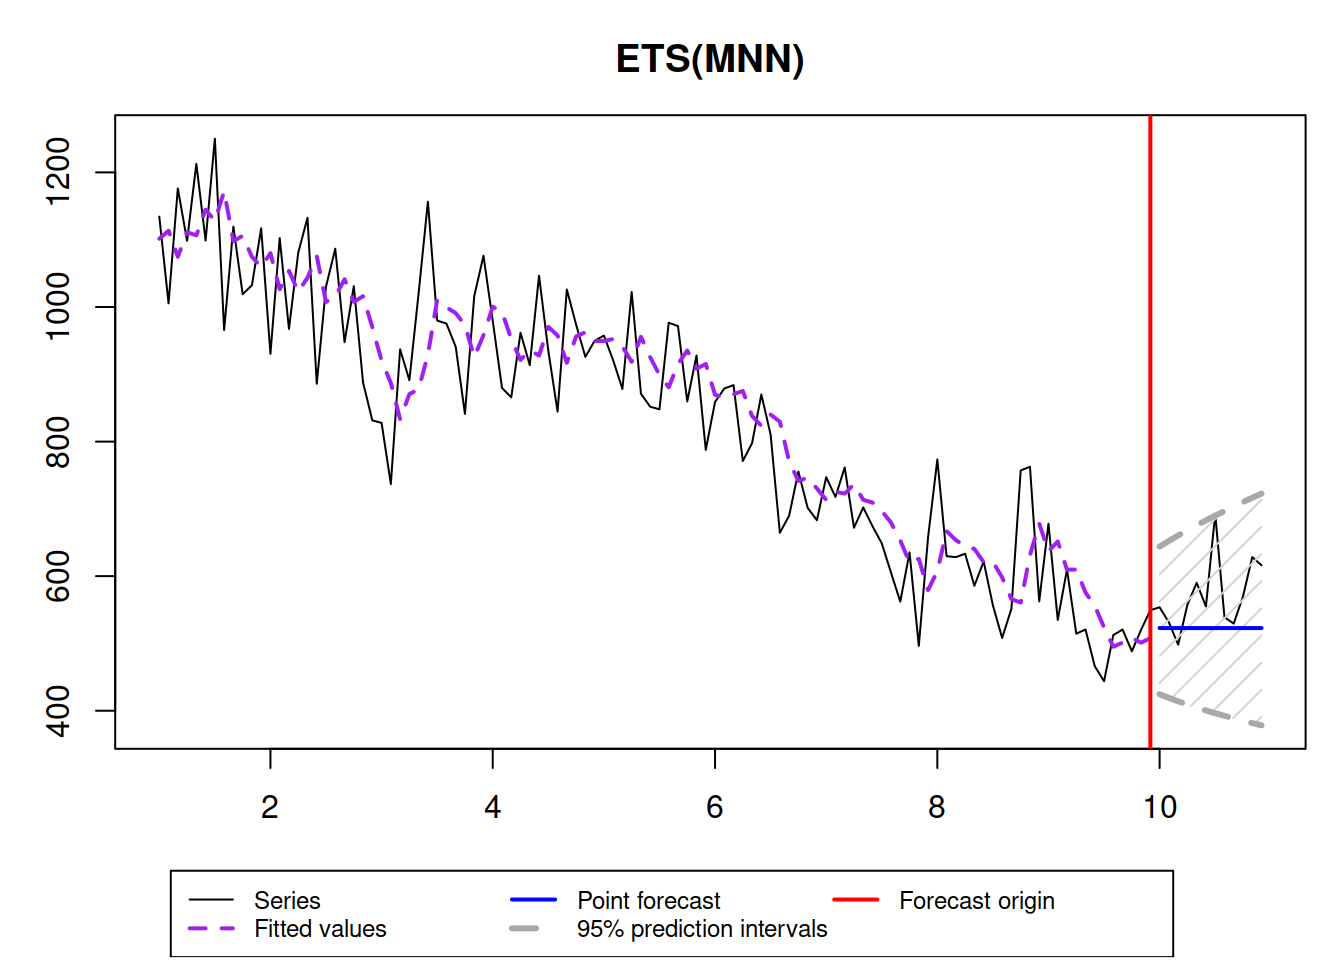 ETS(MNN)
1200
1000
800
600
400
2 4 6 8 10
Series Point forecast Forecast origin
Fitted values 95% prediction intervals